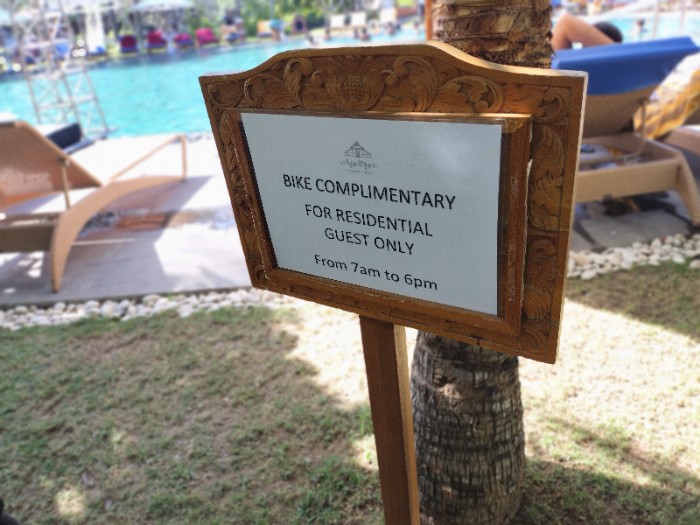 BIKE COMPLIMENTARY
FOR RESIDENTIAL
GUEST ONLY
From 7am to 6pm